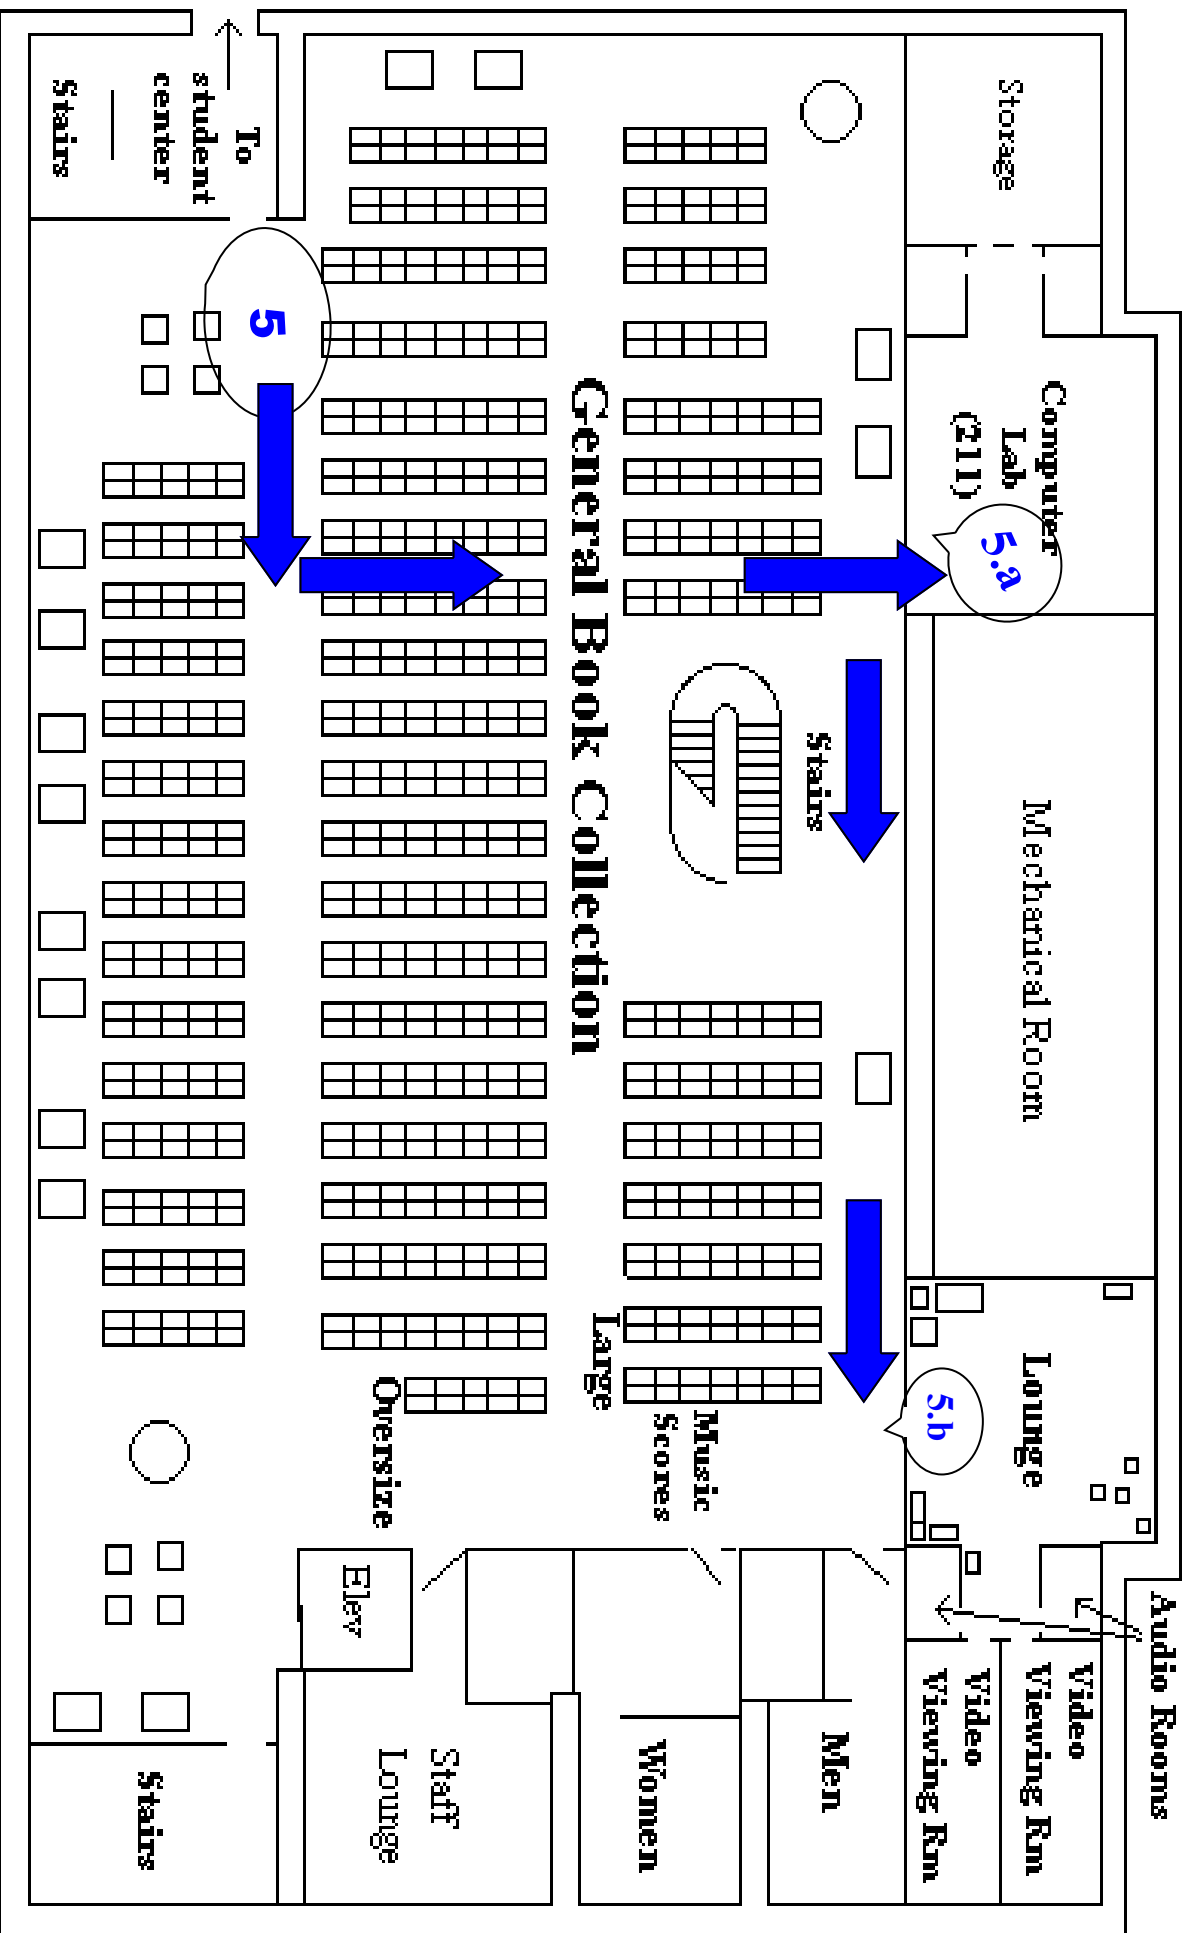 To
student
center
Stairs
5
Storage
Computer
Lab
(211)
5.a
General Book Collection
Stairs
Mechanical Room
Lounge
5.b
Large
Music
Scores
Oversize
Elev
Audio Rooms
Video
Viewing Rm
Video
Viewing Rm
Men
Women
Staff
Lounge
Stairs